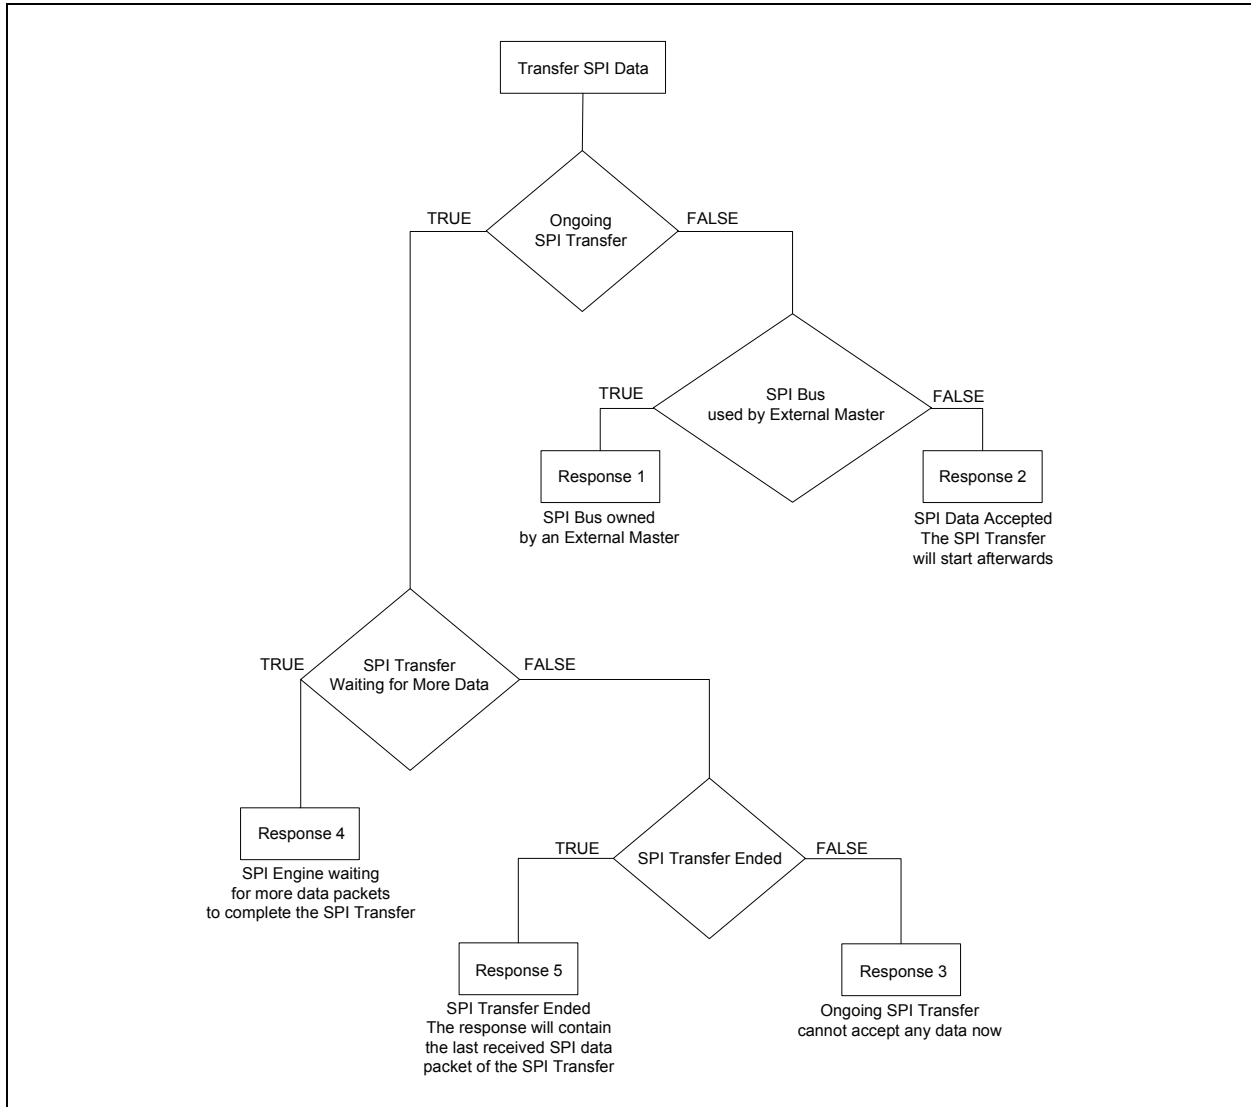 Transfer SPI Data
TRUE
Ongoing
SPI Transfer
FALSE
TRUE
SPI Bus
used by External Master
FALSE
Response 1
SPI Bus owned
by an External Master
Response 2
SPI Data Accepted
The SPI Transfer
will start afterwards
TRUE
SPI Transfer
Waiting for More Data
FALSE
Response 4
SPI Engine waiting
for more data packets
to complete the SPI Transfer
TRUE
SPI Transfer Ended
FALSE
Response 5
SPI Transfer Ended
The response will contain
the last received SPI data
packet of the SPI Transfer
Response 3
Ongoing SPI Transfer
cannot accept any data now